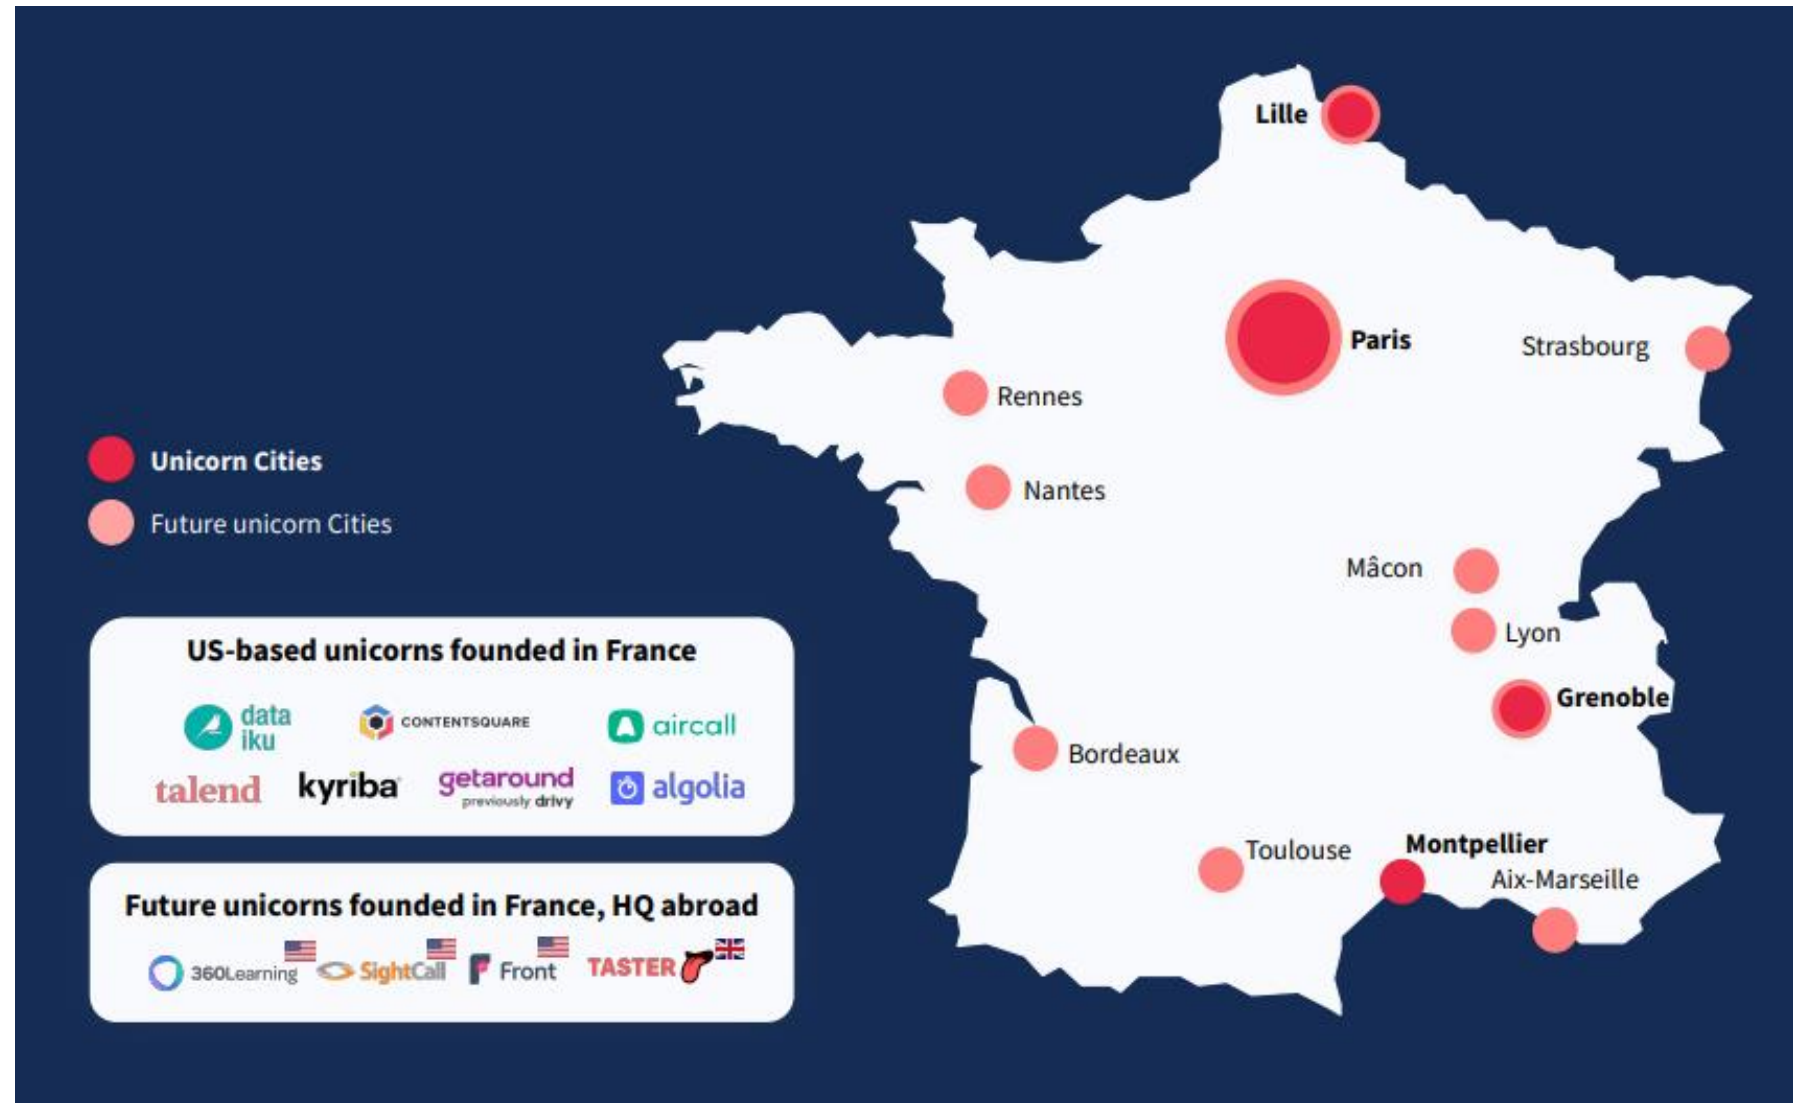 Lille
Paris
Strasbourg
Rennes
Unicorn Cities
Nantes
Future unicorn Cities
Mâcon
Lyon
US-based unicorns founded in France
Grenoble
data
iku
CONTENTSQUARE
aircall
Bordeaux
talend
kyriba
getaround
previously drivy
algolia
Montpellier
Toulouse
Aix-Marseille
Future unicorns founded in France, HQ abroad
360Learning
SightCall
Front
TASTER